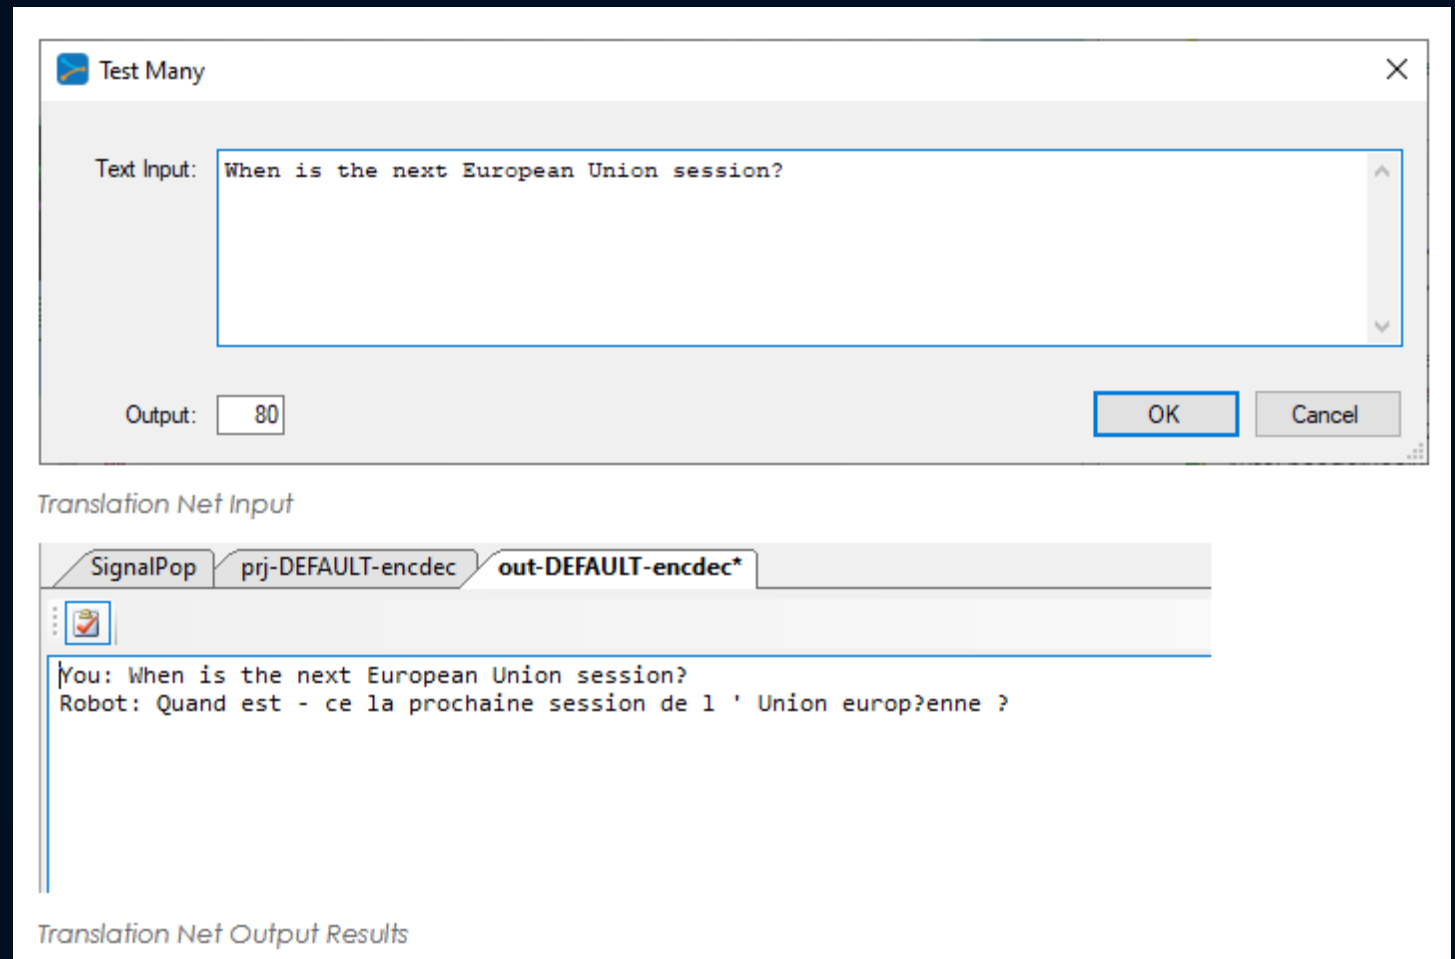 Test Many
Text Input:
When is the next European Union session?
Output:
80
OK
Cancel
Translation Net Input
SignalPop
prj-DEFAULT-encdec
out-DEFAULT-encdec*
You: When is the next European Union session?
Robot: Quand est - ce la prochaine session de l ' Union europ?enne ?
Translation Net Output Results